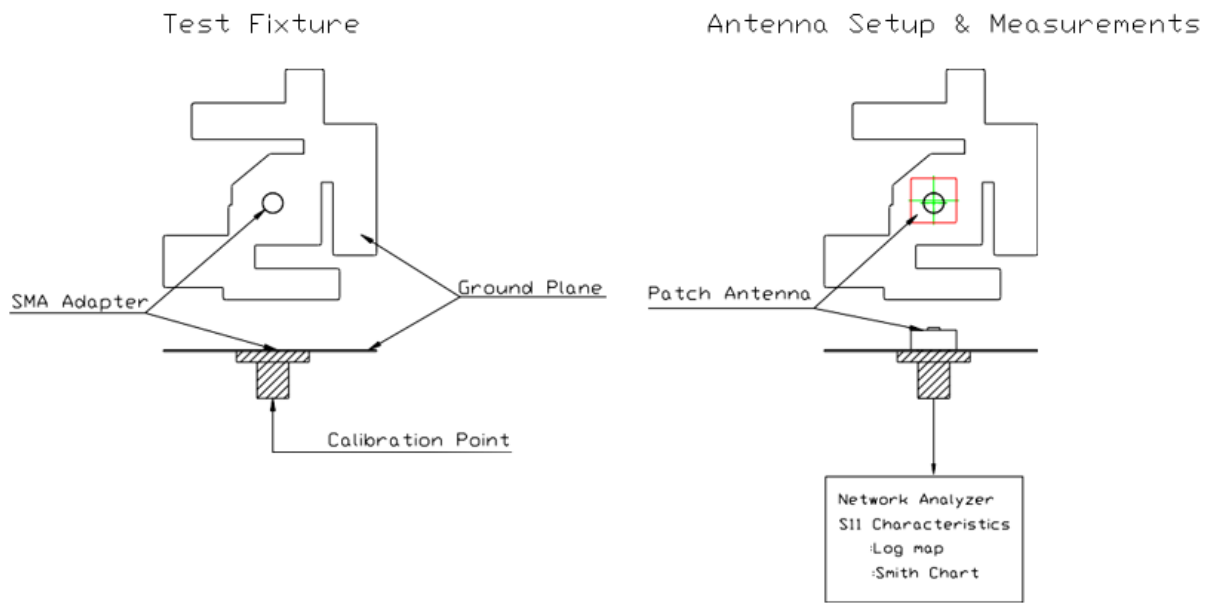 Test Fixture
Antenna Setup & Measurements
SMA Adapter
Ground Plane
Patch Antenna
Calibration Point
Network Analyzer
S11 Characteristics
:Log map
:Smith Chart